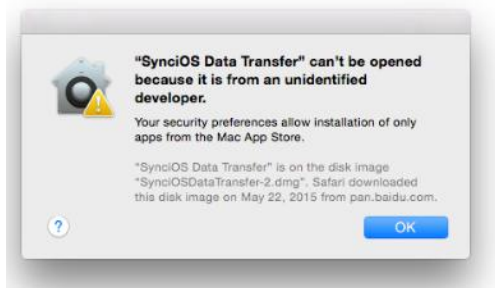 “SynciOS Data Transfer” can’t be opened
because it is from an unidentified
developer.
Your security preferences allow installation of only
apps from the Mac App Store.
“SynciOS Data Transfer” is on the disk image
“SynciOSDataTransfer-2.dmg”. Safari downloaded
this disk image on May 22, 2015 from pan.baidu.com.
?
OK